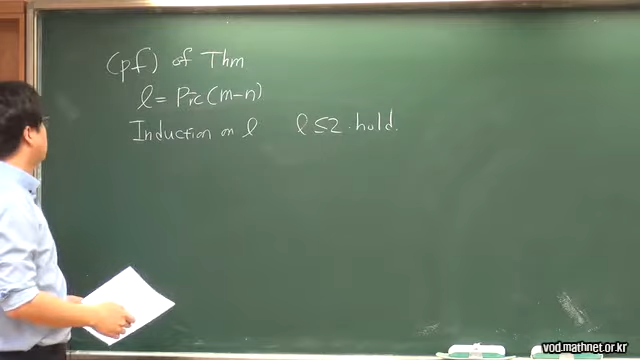 (pf) of Thm
l = Prc(m-n)
Induction on l l ≤ 2 . hold.
vod.mathnet.or.kr